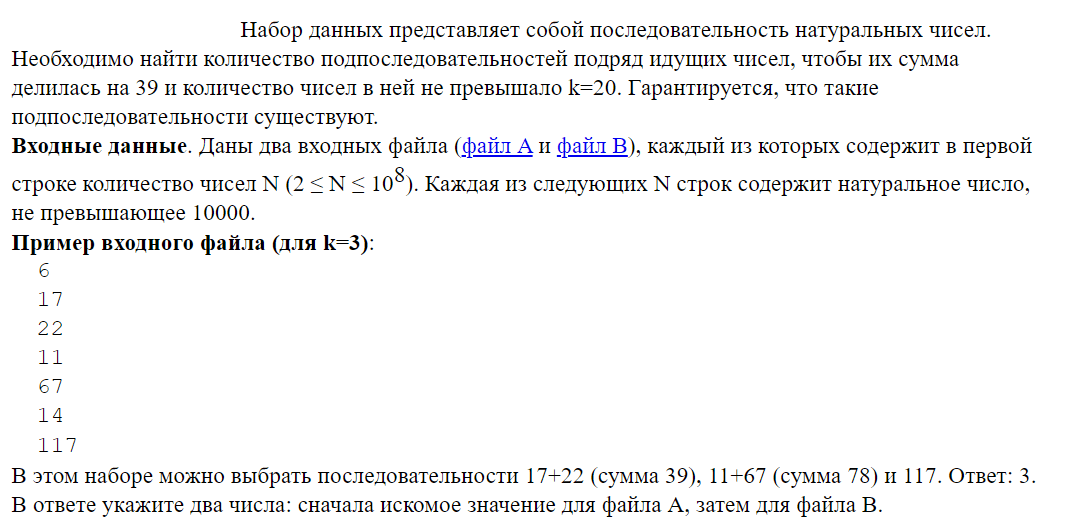 Набор данных представляет собой последовательность натуральных чисел.
Необходимо найти количество подпоследовательностей подряд идущих чисел, чтобы их сумма
делилась на 39 и количество чисел в ней не превышало k=20. Гарантируется, что такие
подпоследовательности существуют.
Входные данные. Даны два входных файла (файл A и файл B), каждый из которых содержит в первой
строке количество чисел N (2 ≤ N ≤ 10⁸). Каждая из следующих N строк содержит натуральное число,
не превышающее 10000.
Пример входного файла (для k=3):
6
17
22
11
67
14
117
В этом наборе можно выбрать последовательности 17+22 (сумма 39), 11+67 (сумма 78) и 117. Ответ: 3.
В ответе укажите два числа: сначала искомое значение для файла А, затем для файла B.